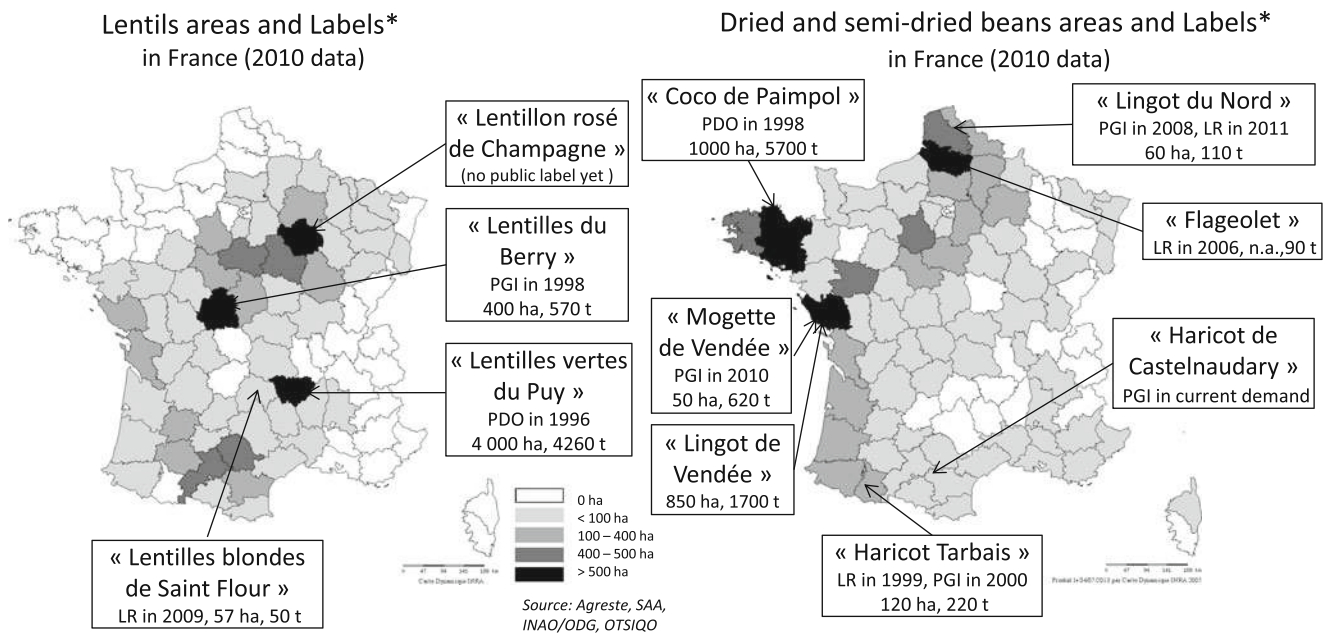 Lentils areas and Labels*
in France (2010 data)
« Lentillon rosé
de Champagne »
(no public label yet )
« Lentilles du
Berry »
PGI in 1998
400 ha, 570 t
« Lentilles vertes
du Puy »
PDO in 1996
4 000 ha, 4260 t
« Lentilles blondes
de Saint Flour »
LR in 2009, 57 ha, 50 t
0 ha
< 100 ha
100 – 400 ha
400 – 500 ha
> 500 ha
Carte Dynamique INRA
Source: Agreste, SAA,
INAO/ODG, OTSIQO
Dried and semi-dried beans areas and Labels*
in France (2010 data)
« Coco de Paimpol »
PDO in 1998
1000 ha, 5700 t
« Lingot du Nord »
PGI in 2008, LR in 2011
60 ha, 110 t
« Flageolet »
LR in 2006, n.a.,90 t
« Mogette
de Vendée »
PGI in 2010
50 ha, 620 t
« Lingot de
Vendée »
850 ha, 1700 t
« Haricot de
Castelnaudary »
PGI in current demand
« Haricot Tarbais »
LR in 1999, PGI in 2000
120 ha, 220 t
par Carte Dynamique INRA